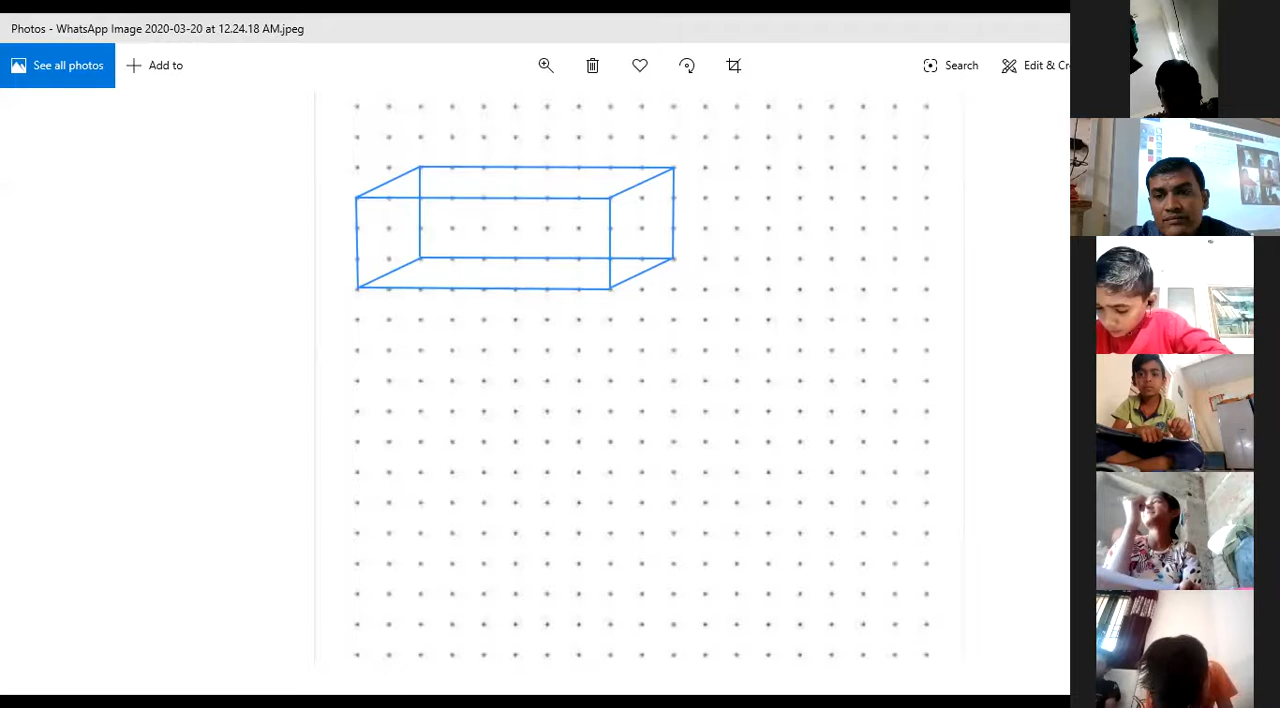 Photos - WhatsApp Image 2020-03-20 at 12.24.18 AM.jpeg
See all photos
Add to
Search
Edit & Cr